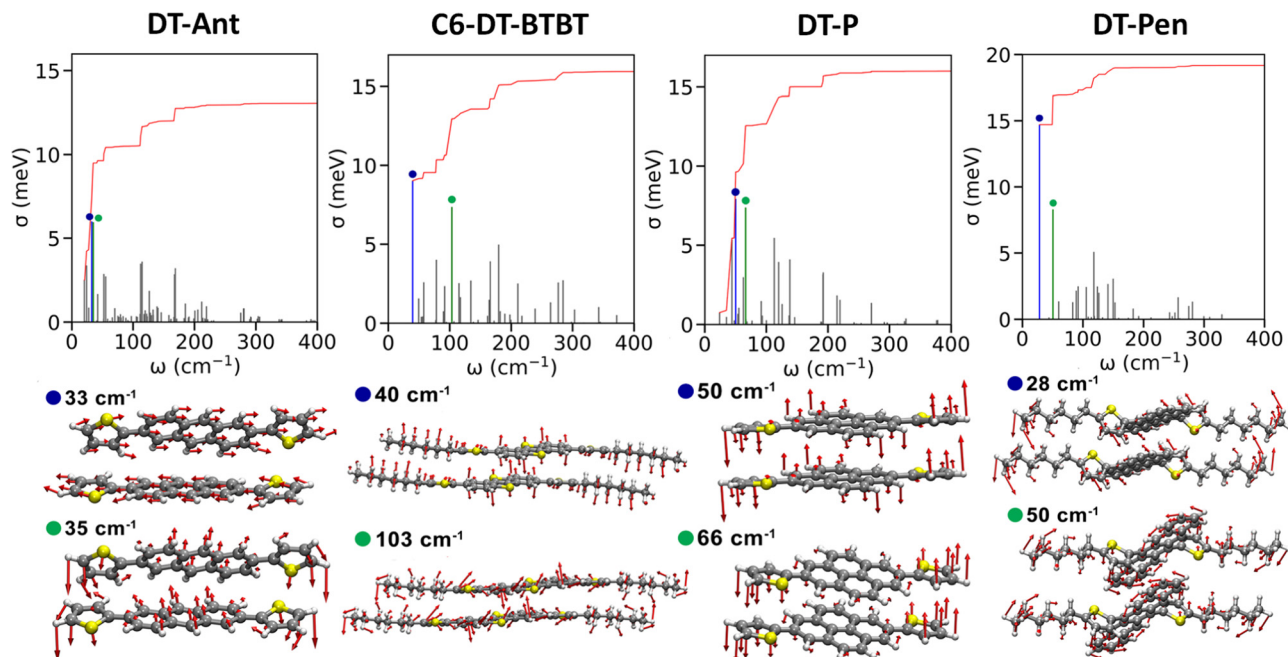 DT-Ant
C6-DT-BTBT
DT-P
DT-Pen
15
10
5
0
σ (meV)
0 100 200 300 400
ω (cm⁻¹)
15
10
5
0
σ (meV)
0 100 200 300 400
ω (cm⁻¹)
15
10
5
0
σ (meV)
0 100 200 300 400
ω (cm⁻¹)
20
15
10
5
0
σ (meV)
0 100 200 300 400
ω (cm⁻¹)
33 cm⁻¹
40 cm⁻¹
50 cm⁻¹
28 cm⁻¹
35 cm⁻¹
103 cm⁻¹
66 cm⁻¹
50 cm⁻¹